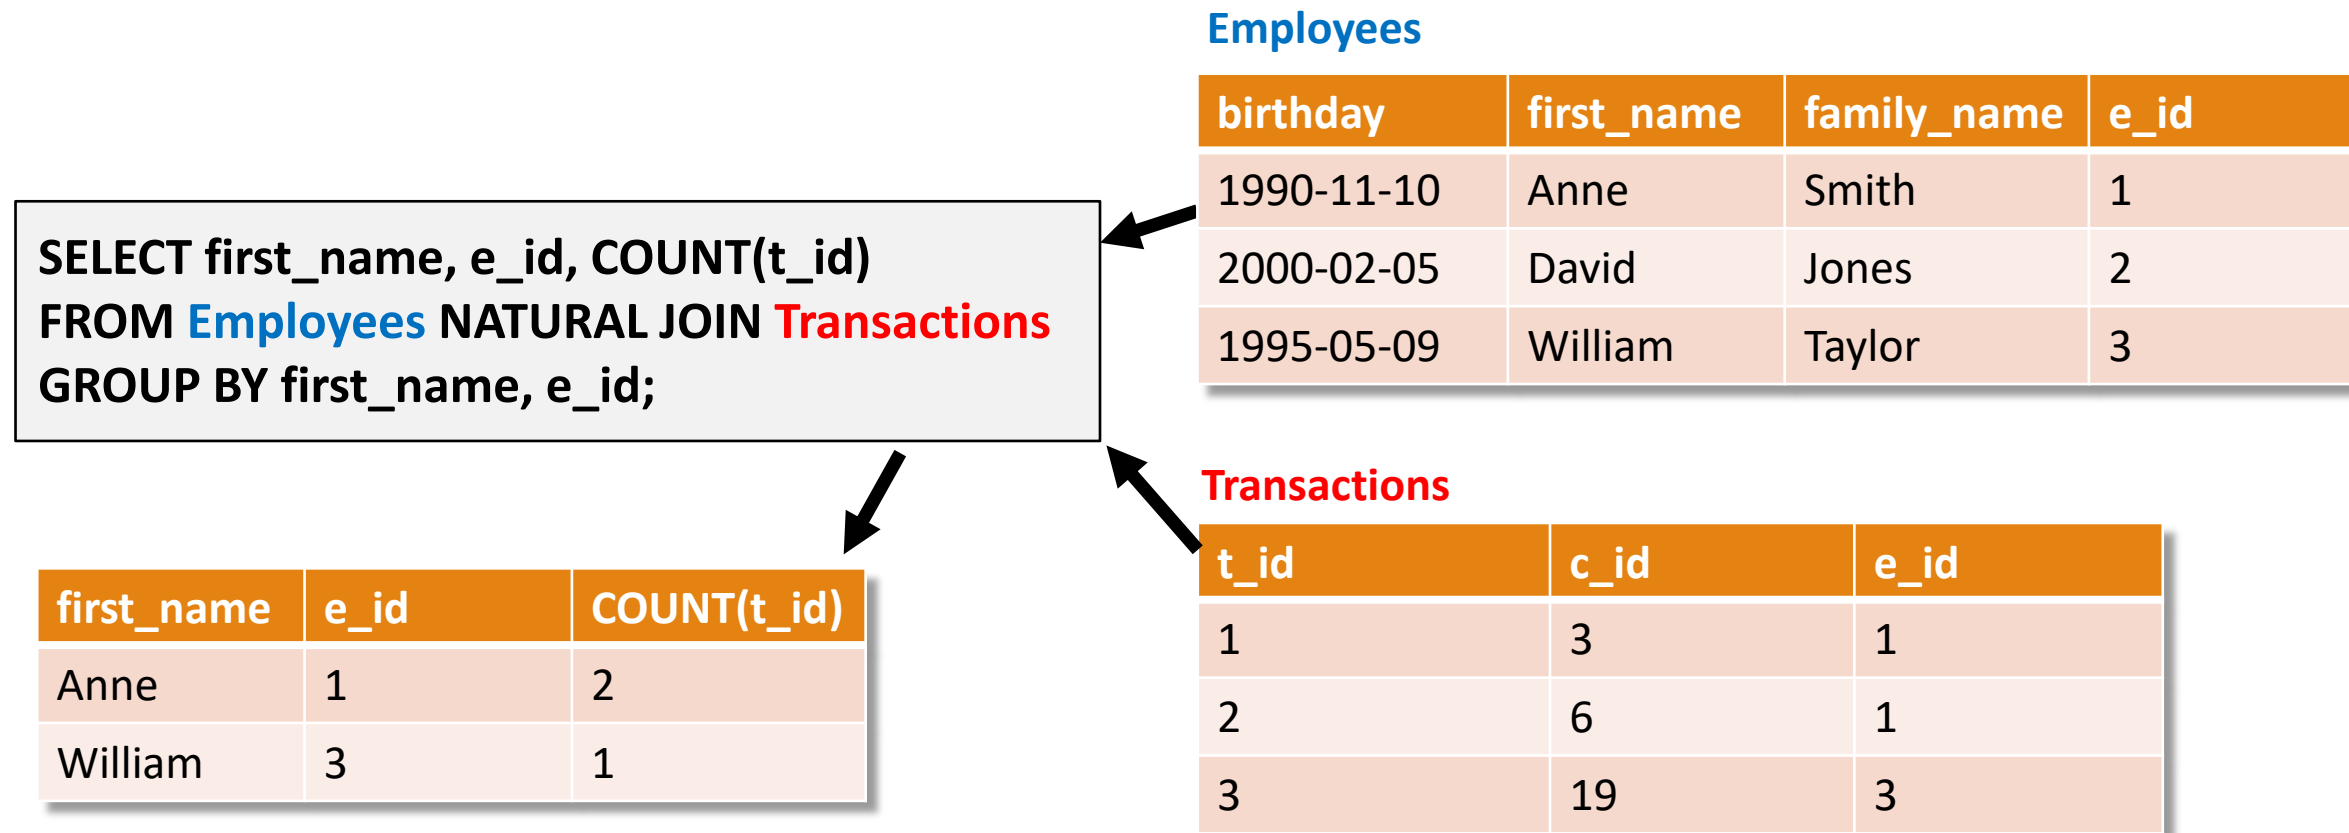 Employees
birthday first_name family_name e_id
1990-11-10 Anne Smith 1
2000-02-05 David Jones 2
1995-05-09 William Taylor 3
SELECT first_name, e_id, COUNT(t_id)
FROM Employees NATURAL JOIN Transactions
GROUP BY first_name, e_id;
Transactions
t_id c_id e_id
1 3 1
2 6 1
3 19 3
first_name e_id COUNT(t_id)
Anne 1 2
William 3 1